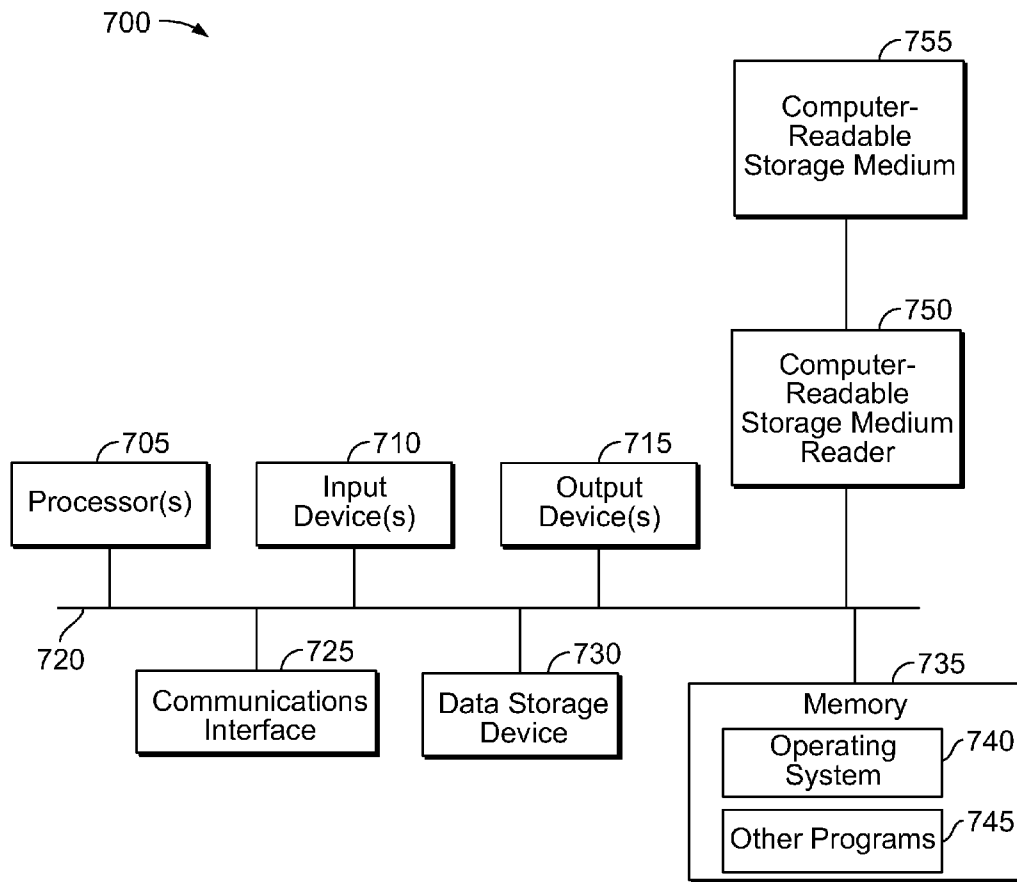 700
755
Computer-
Readable
Storage Medium
750
Computer-
Readable
Storage Medium
Reader
705
Processor(s)
710
Input
Device(s)
715
Output
Device(s)
720
725
Communications
Interface
730
Data Storage
Device
735
Memory
Operating
System
740
Other Programs
745